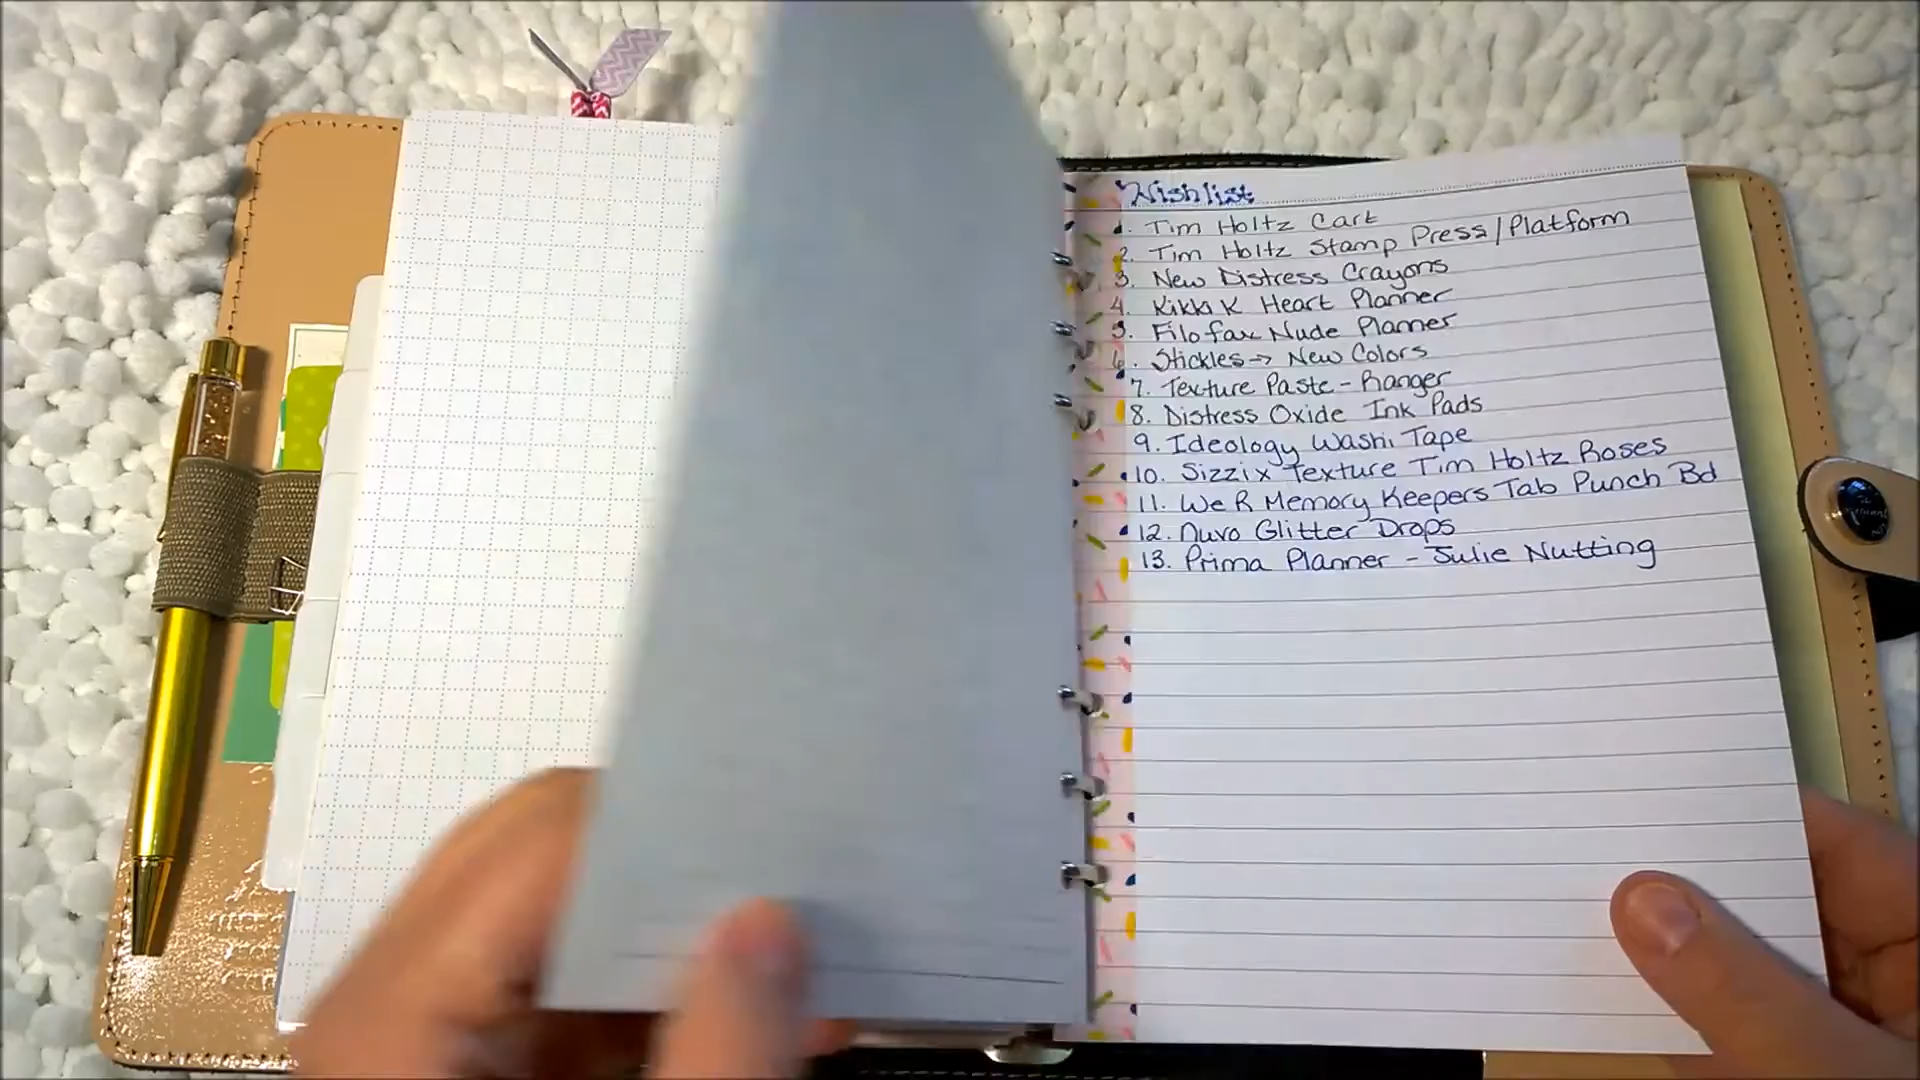 Wishlist
1. Tim Holtz Cart
2. Tim Holtz Stamp Press/Platform
3. New Distress Crayons
4. Kikki K Heart Planner
5. Filofax Nude Planner
6. Stickles → New Colors
7. Texture Paste - Ranger
8. Distress Oxide Ink Pads
9. Ideology Washi Tape
10. Sizzix Texture Tim Holtz Roses
11. We R Memory Keepers Tab Punch Bd
12. Nuvo Glitter Drops
13. Prima Planner - Julie Nutting